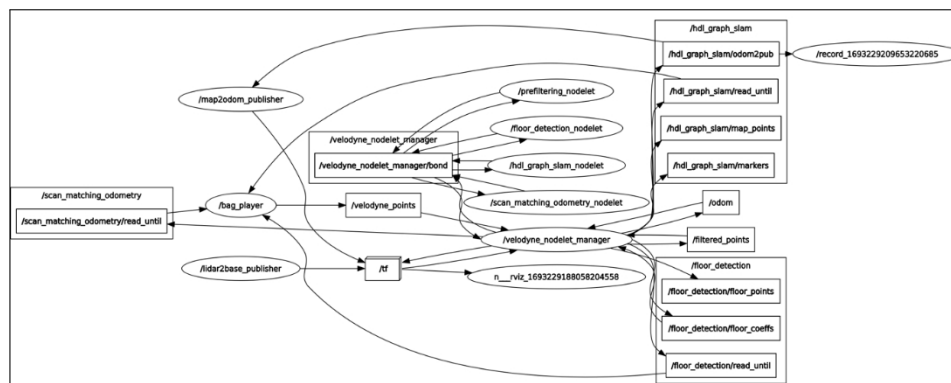 /hdl_graph_slam
/hdl_graph_slam/odom2pub
/record_1693229209653220685
/hdl_graph_slam/read_until
/prefiltering_nodelet
/map2odom_publisher
/floor_detection_nodelet
/hdl_graph_slam/map_points
/velodyne_nodelet_manager
/velodyne_nodelet_manager/bond
/hdl_graph_slam_nodelet
/hdl_graph_slam/markers
/scan_matching_odometry
/scan_matching_odometry/read_until
/bag_player
/velodyne_points
/scan_matching_odometry_nodelet
/odom
/velodyne_nodelet_manager
/filtered_points
/lidar2base_publisher
/tf
n___rviz_1693229188058204558
/floor_detection
/floor_detection/floor_points
/floor_detection/floor_coeffs
/floor_detection/read_until